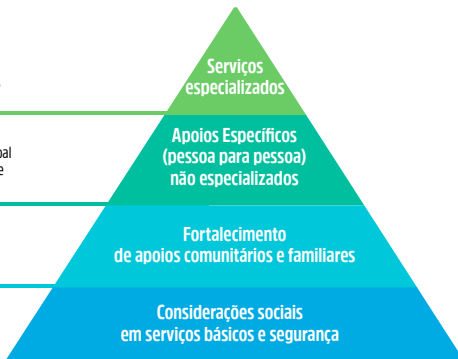 Serviços
especializados
Apoios Específicos
(pessoa para pessoa)
não especializados
Fortalecimento
de apoios comunitários e familiares
Considerações sociais
em serviços básicos e segurança